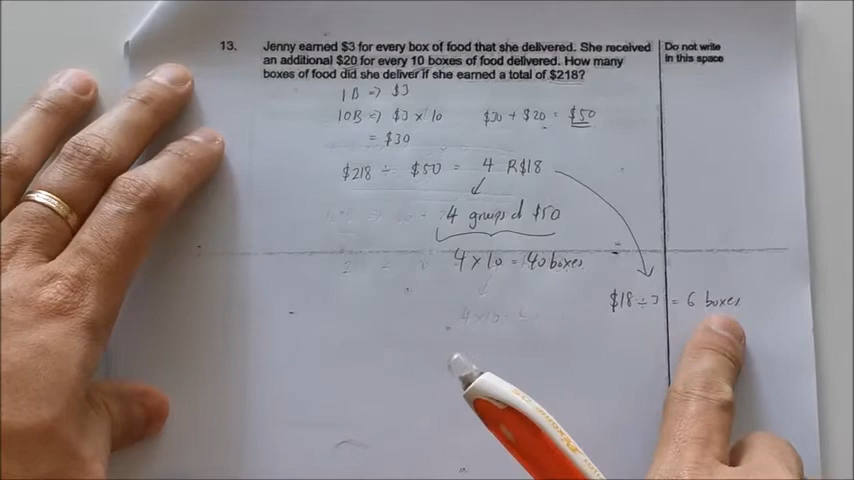 13. Jenny earned $3 for every box of food that she delivered. She received
an additional $20 for every 10 boxes of food delivered. How many
boxes of food did she deliver if she earned a total of $218?
Do not write
in this space
1B => $3
10B => $3 x 10 $30 + $20 = $50
= $30
$218 ÷ $50 = 4 R$18
4 groups of $50
4 x 10 = 40 boxes
$18 ÷ 3 = 6 boxes
4 x 10 =